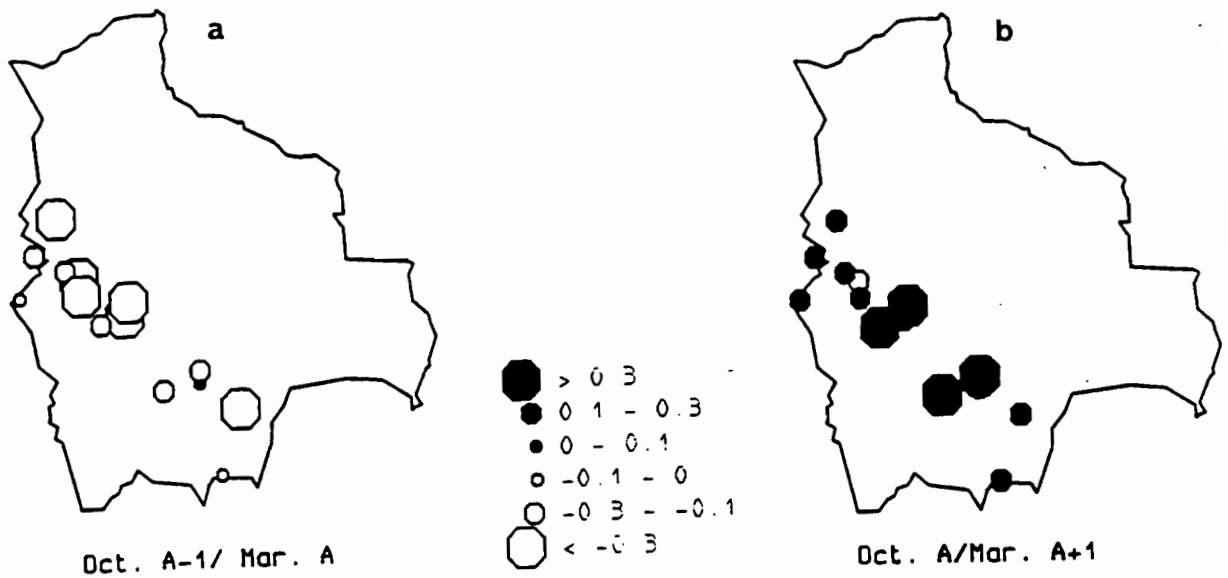 a
b
> 0 3
0 1 - 0.3
0 - 0.1
-0.1 - 0
-0 3 - -0.1
< -0 3
Oct. A-1/ Mar. A
Oct. A/Mar. A+1